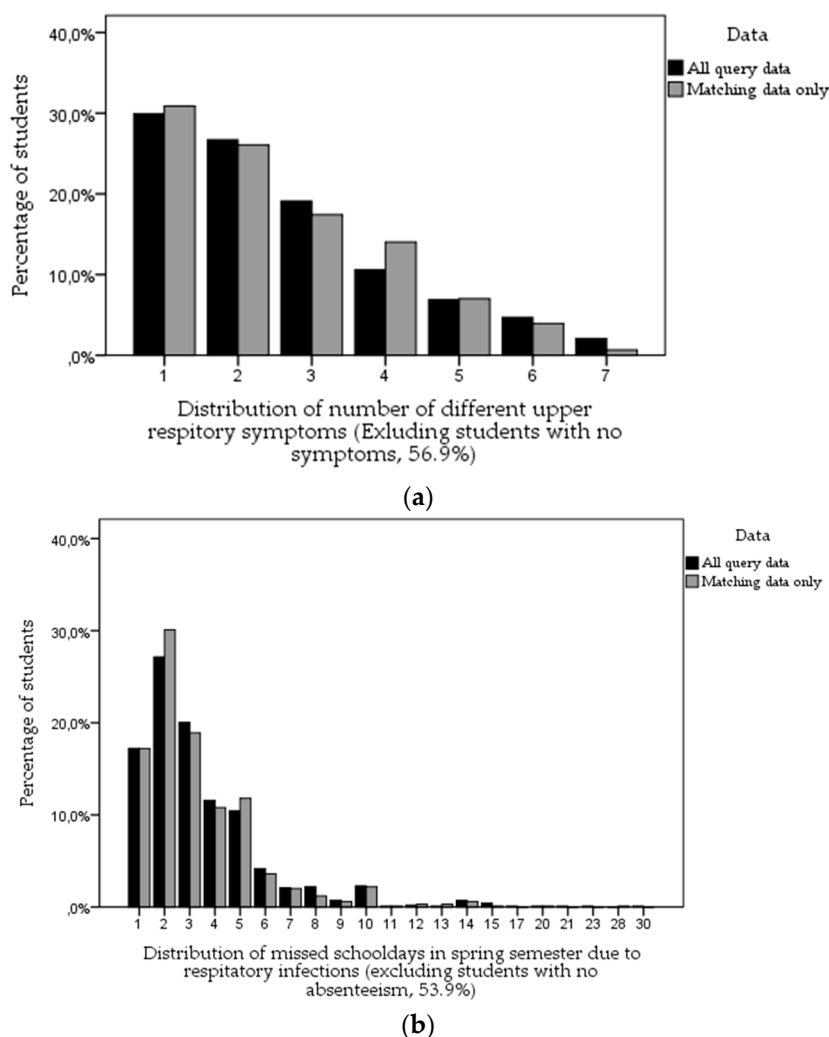 40,0%
30,0%
20,0%
10,0%
,0%
Percentage of students
Data
All query data
Matching data only
1 2 3 4 5 6 7
Distribution of number of different upper
respitory symptoms (Exluding students with no
symptoms, 56.9%)
(a)
40,0%
30,0%
20,0%
10,0%
,0%
Percentage of students
Data
All query data
Matching data only
1 2 3 4 5 6 7 8 9 10 11 12 13 14 15 17 20 21 23 28 30
Distribution of missed schooldays in spring semester due to
respitatory infections (excluding students with no
absenteeism, 53.9%)
(b)